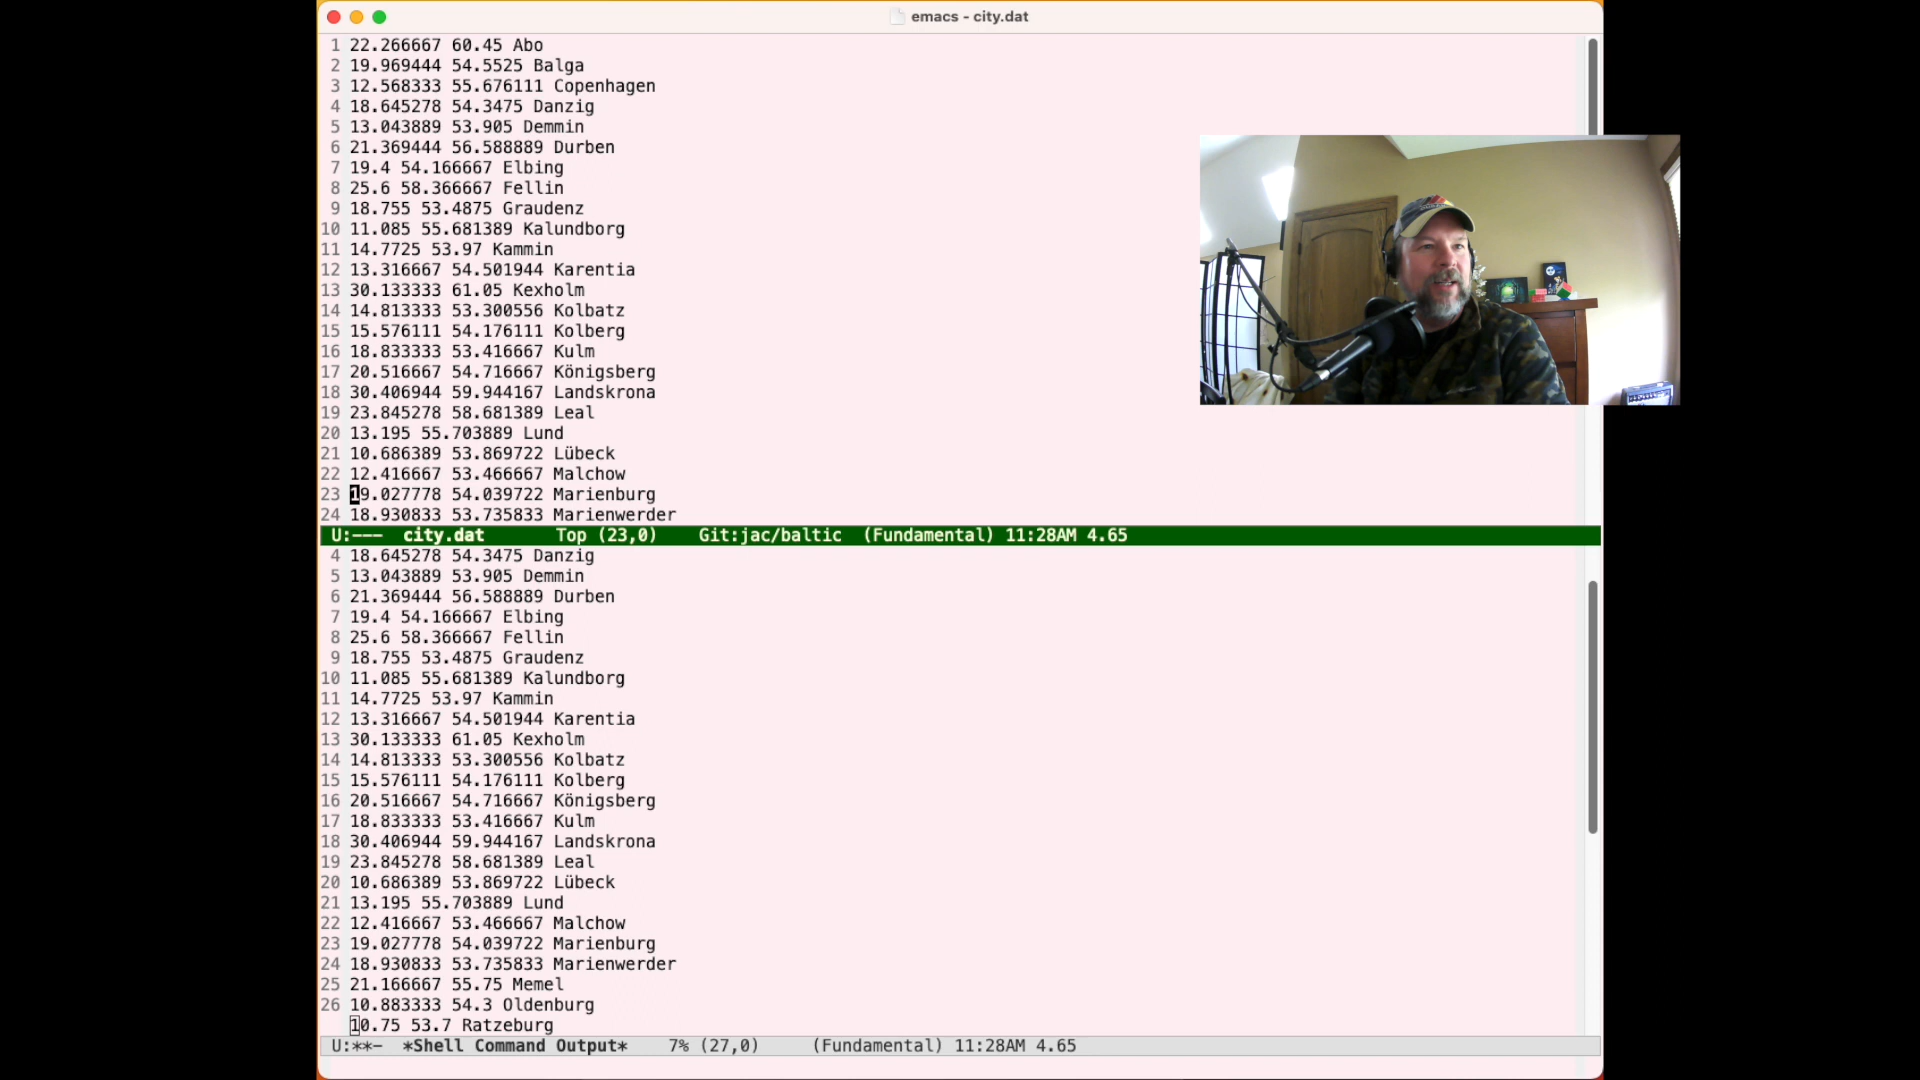 emacs - city.dat
1 22.266667 60.45 Abo
2 19.969444 54.5525 Balga
3 12.568333 55.676111 Copenhagen
4 18.645278 54.3475 Danzig
5 13.043889 53.905 Demmin
6 21.369444 56.588889 Durben
7 19.4 54.166667 Elbing
8 25.6 58.366667 Fellin
9 18.755 53.4875 Graudenz
10 11.085 55.681389 Kalundborg
11 14.7725 53.97 Kammin
12 13.316667 54.501944 Karentia
13 30.133333 61.05 Kexholm
14 14.813333 53.300556 Kolbatz
15 15.576111 54.176111 Kolberg
16 18.833333 53.416667 Kulm
17 20.516667 54.716667 Königsberg
18 30.406944 59.944167 Landskrona
19 23.845278 58.681389 Leal
20 13.195 55.703889 Lund
21 10.686389 53.869722 Lübeck
22 12.416667 53.466667 Malchow
23 19.027778 54.039722 Marienburg
24 18.930833 53.735833 Marienwerder
U:--- city.dat Top (23,0) Git:jac/baltic (Fundamental) 11:28AM 4.65
4 18.645278 54.3475 Danzig
5 13.043889 53.905 Demmin
6 21.369444 56.588889 Durben
7 19.4 54.166667 Elbing
8 25.6 58.366667 Fellin
9 18.755 53.4875 Graudenz
10 11.085 55.681389 Kalundborg
11 14.7725 53.97 Kammin
12 13.316667 54.501944 Karentia
13 30.133333 61.05 Kexholm
14 14.813333 53.300556 Kolbatz
15 15.576111 54.176111 Kolberg
16 20.516667 54.716667 Königsberg
17 18.833333 53.416667 Kulm
18 30.406944 59.944167 Landskrona
19 23.845278 58.681389 Leal
20 10.686389 53.869722 Lübeck
21 13.195 55.703889 Lund
22 12.416667 53.466667 Malchow
23 19.027778 54.039722 Marienburg
24 18.930833 53.735833 Marienwerder
25 21.166667 55.75 Memel
26 10.883333 54.3 Oldenburg
10.75 53.7 Ratzeburg
U:**- *Shell Command Output* 7% (27,0) (Fundamental) 11:28AM 4.65